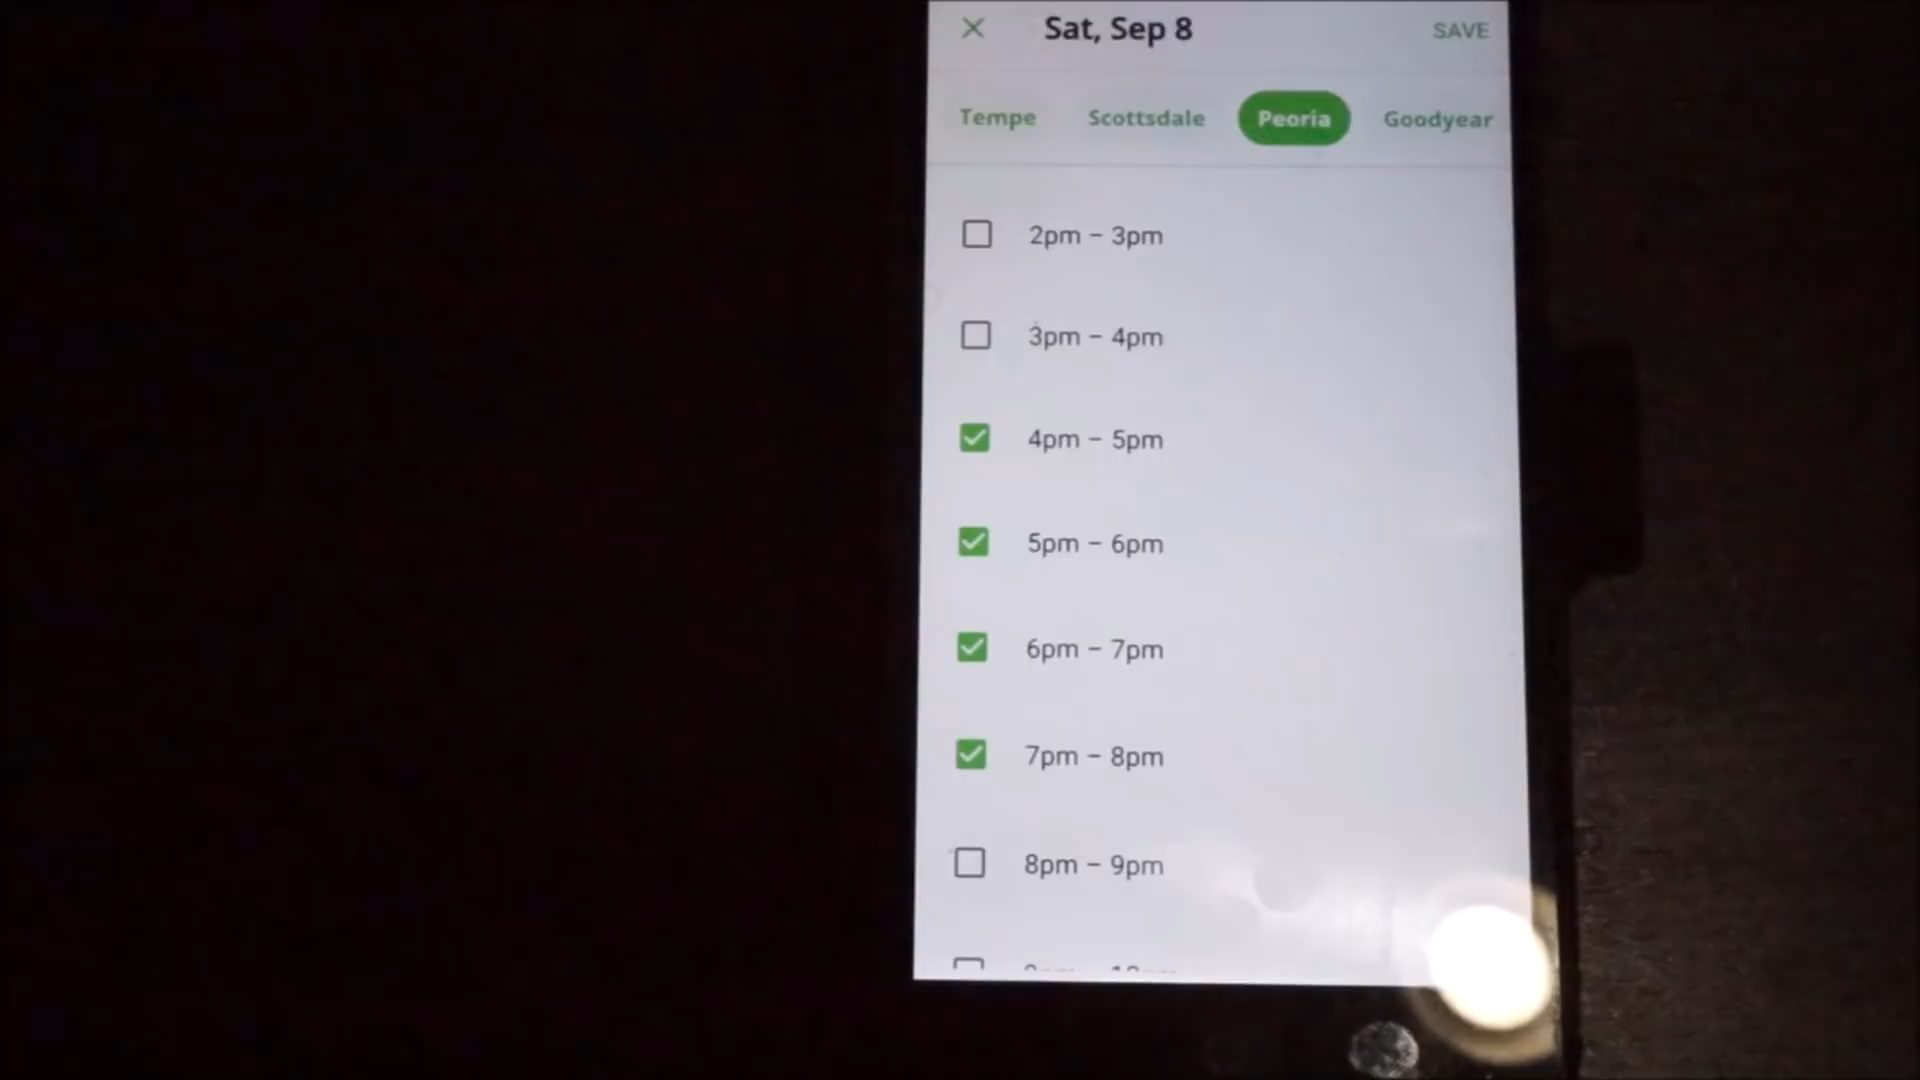 Sat, Sep 8 SAVE
Tempe Scottsdale Peoria Goodyear
2pm – 3pm
3pm – 4pm
4pm – 5pm
5pm – 6pm
6pm – 7pm
7pm – 8pm
8pm – 9pm